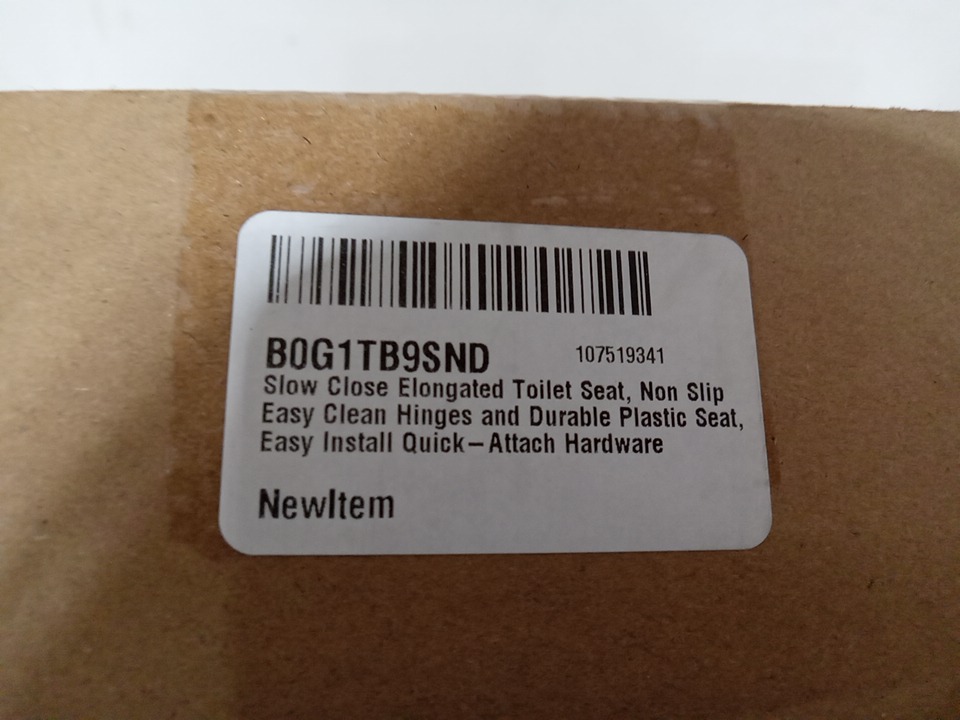 B0G1TB9SND 107519341
Slow Close Elongated Toilet Seat, Non Slip
Easy Clean Hinges and Durable Plastic Seat,
Easy Install Quick-Attach Hardware
NewItem